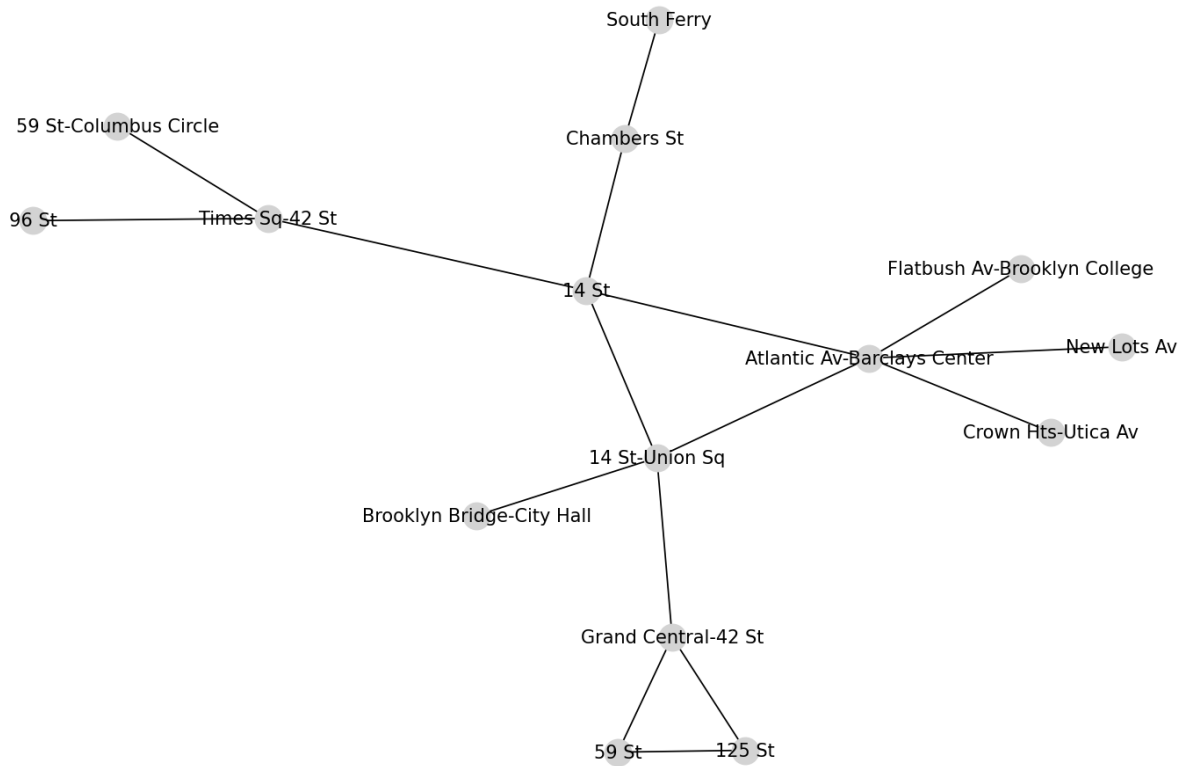 South Ferry
59 St-Columbus Circle
Chambers St
96 St
Times Sq-42 St
Flatbush Av-Brooklyn College
14 St
New Lots Av
Atlantic Av-Barclays Center
Crown Hts-Utica Av
14 St-Union Sq
Brooklyn Bridge-City Hall
Grand Central-42 St
59 St
125 St